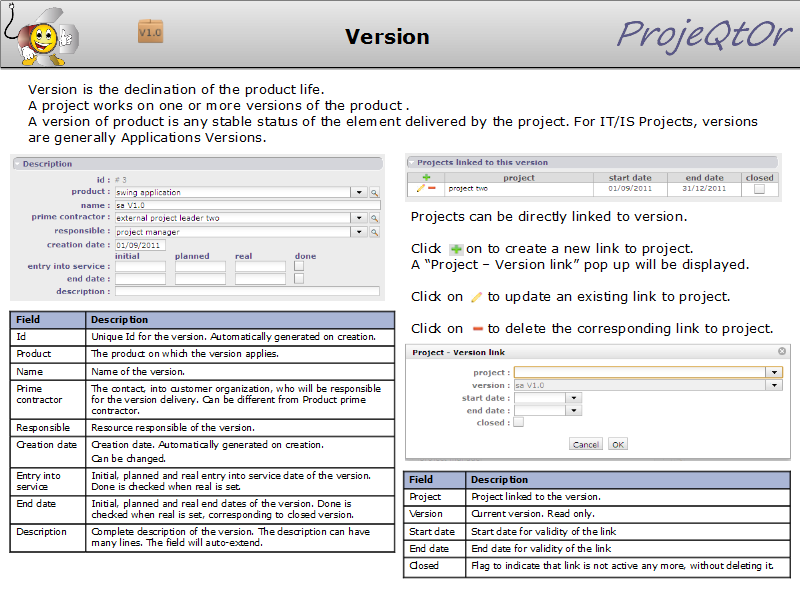 V1.0
Version
ProjeQtOr
Version is the declination of the product life.
A project works on one or more versions of the product .
A version of product is any stable status of the element delivered by the project. For IT/IS Projects, versions
are generally Applications Versions.
Description
id : # 3
product : swing application
name : sa V1.0
prime contractor : external project leader two
responsible : project manager
creation date : 01/09/2011
initial planned real done
entry into service :
end date :
description :
Field Description
Id Unique Id for the version. Automatically generated on creation.
Product The product on which the version applies.
Name Name of the version.
Prime The contact, into customer organization, who will be responsible
contractor for the version delivery. Can be different from Product prime
contractor.
Responsible Resource responsible of the version.
Creation date Creation date. Automatically generated on creation.
Can be changed.
Entry into Initial, planned and real entry into service date of the version.
service Done is checked when real is set.
End date Initial, planned and real end dates of the version. Done is
checked when real is set, corresponding to closed version.
Description Complete description of the version. The description can have
many lines. The field will auto-extend.
Projects linked to this version
project start date end date closed
project two 01/09/2011 31/12/2011
Projects can be directly linked to version.
Click on to create a new link to project.
A “Project – Version link” pop up will be displayed.
Click on to update an existing link to project.
Click on to delete the corresponding link to project.
Project - Version link
project :
version : sa V1.0
start date :
end date :
closed :
Cancel OK
Field Description
Project Project linked to the version.
Version Current version. Read only.
Start date Start date for validity of the link
End date End date for validity of the link
Closed Flag to indicate that link is not active any more, without deleting it.